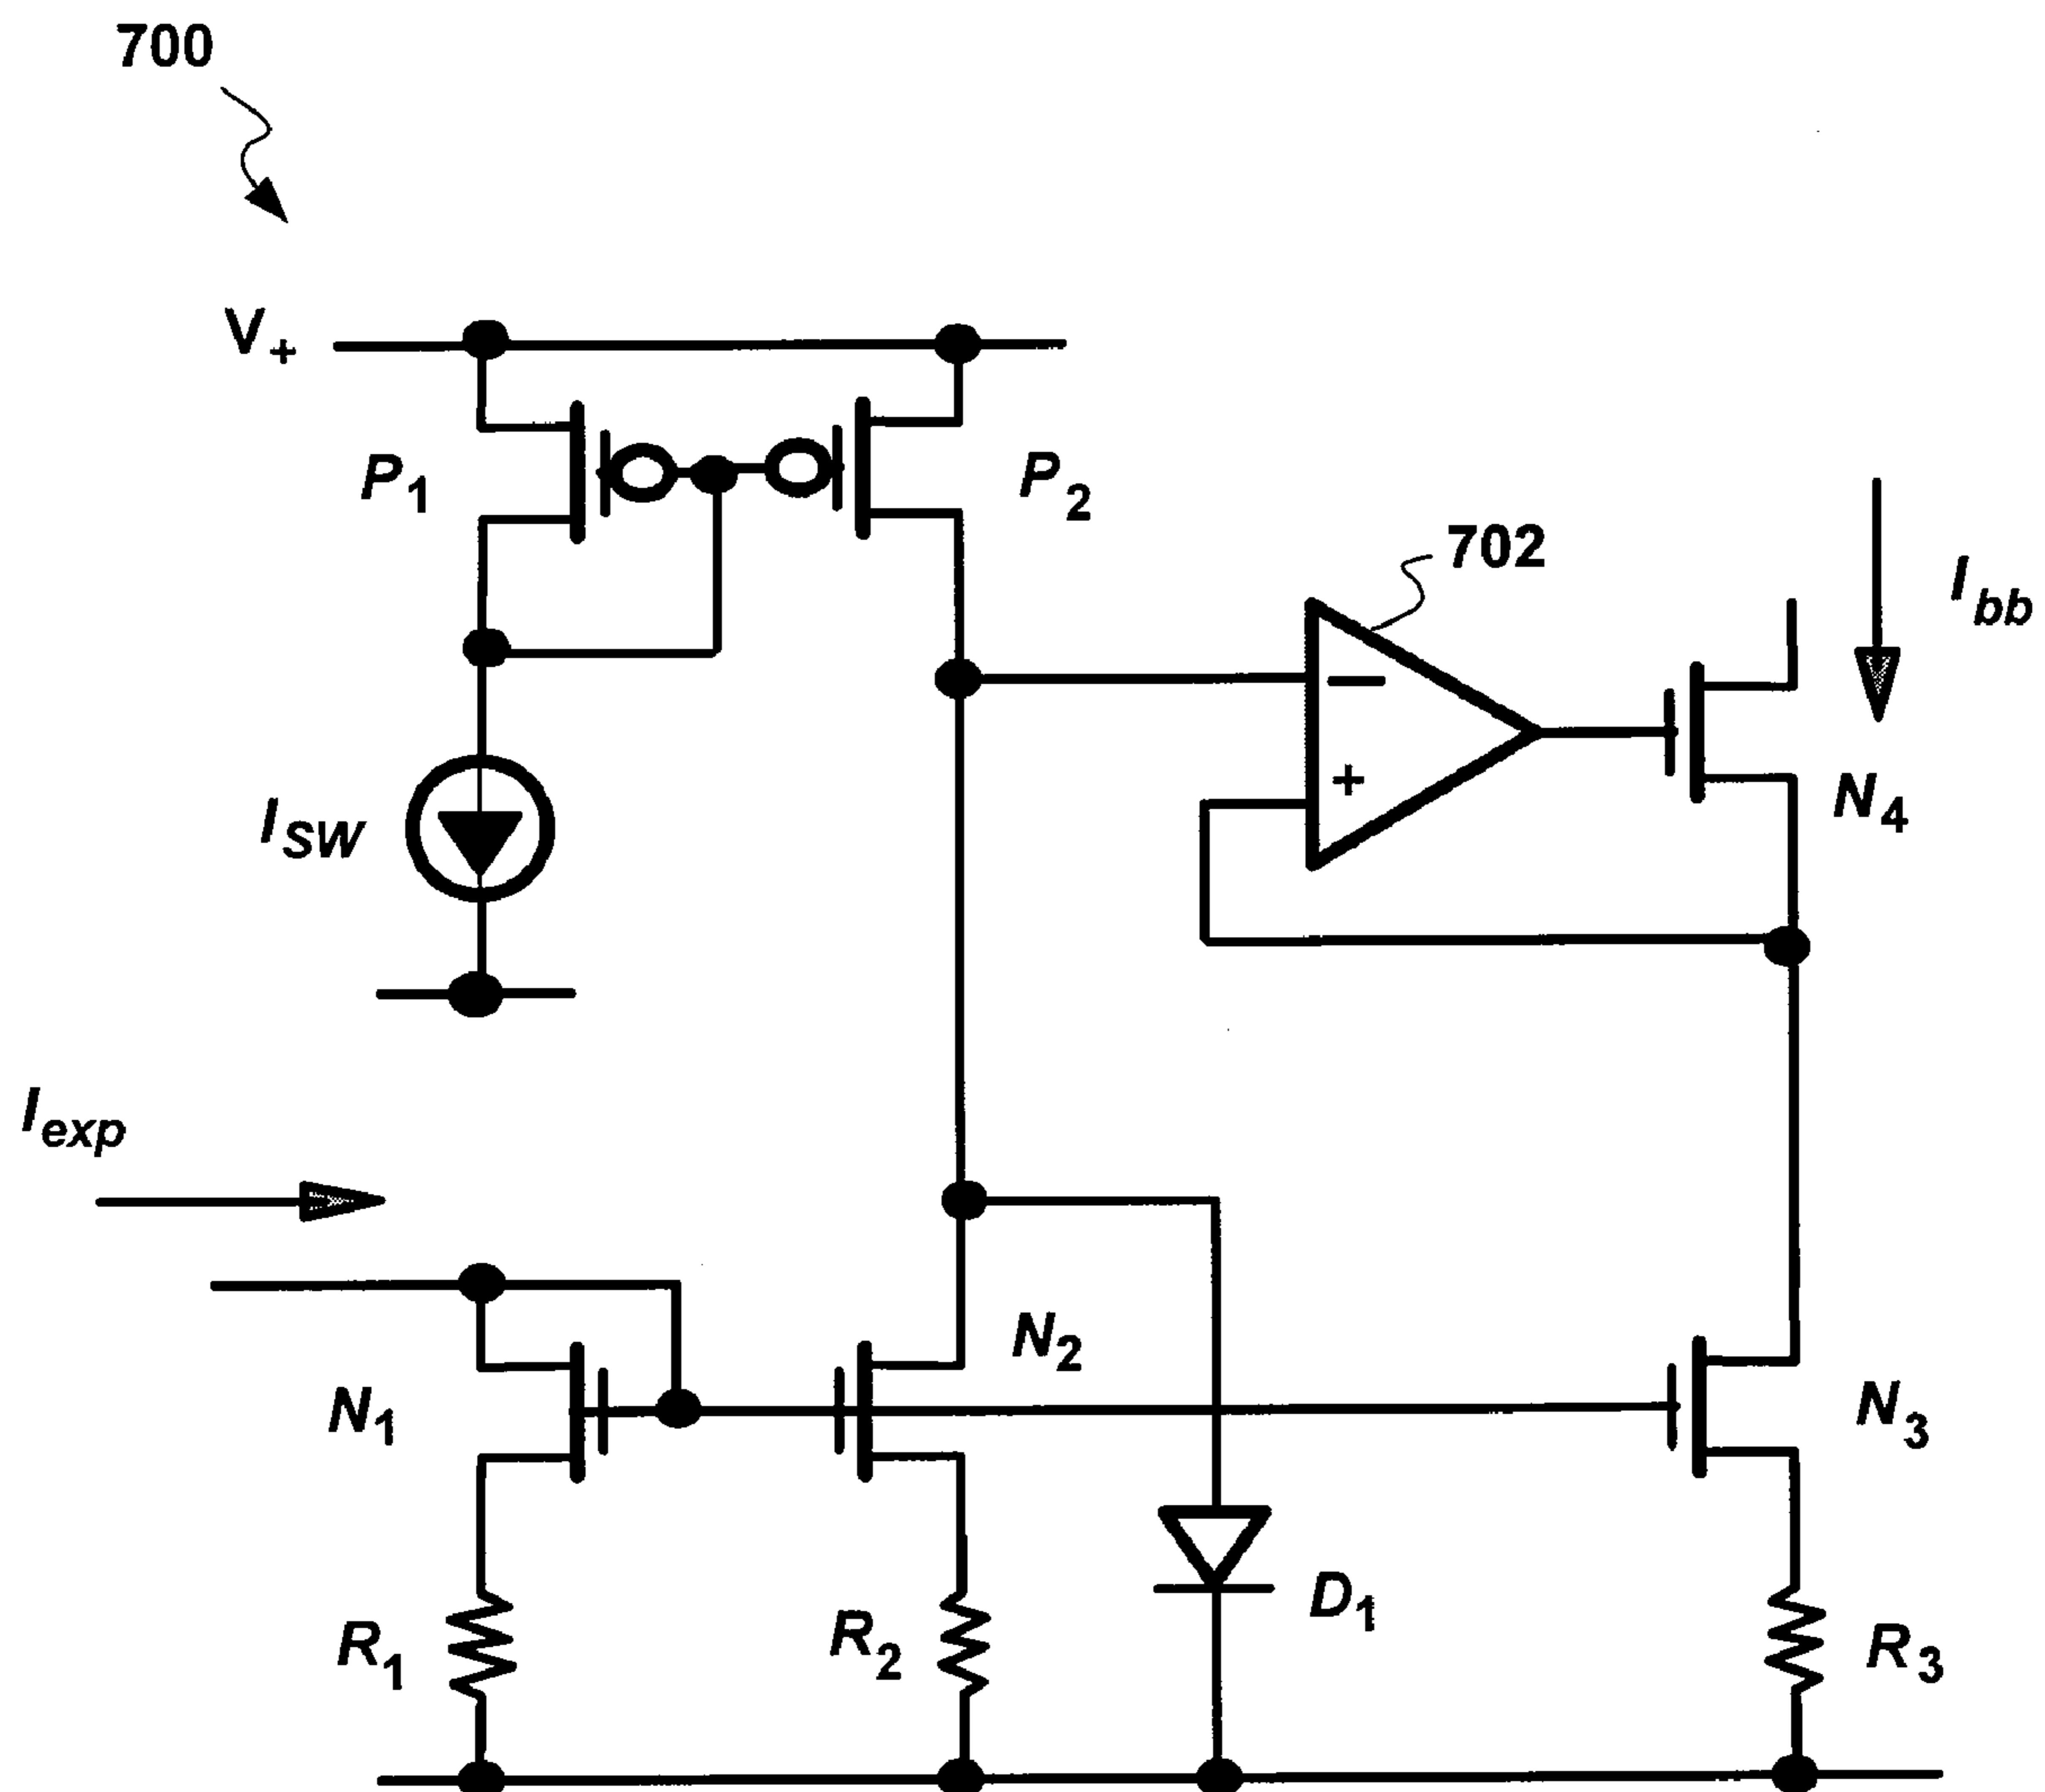 700
V+
P1
P2
702
Ibb
−
+
N4
ISW
Iexp
N2
N1
N3
D1
R1
R2
R3